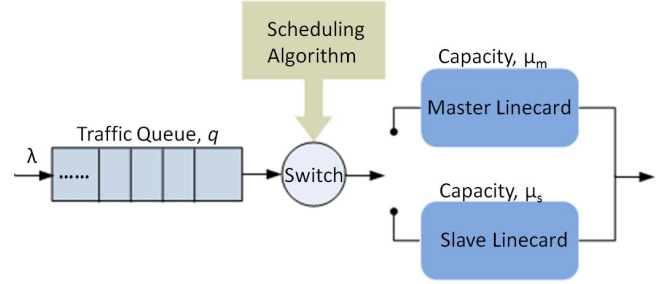 Scheduling
Algorithm
Capacity, μm
Master Linecard
Traffic Queue, q
λ
......
Switch
Capacity, μs
Slave Linecard